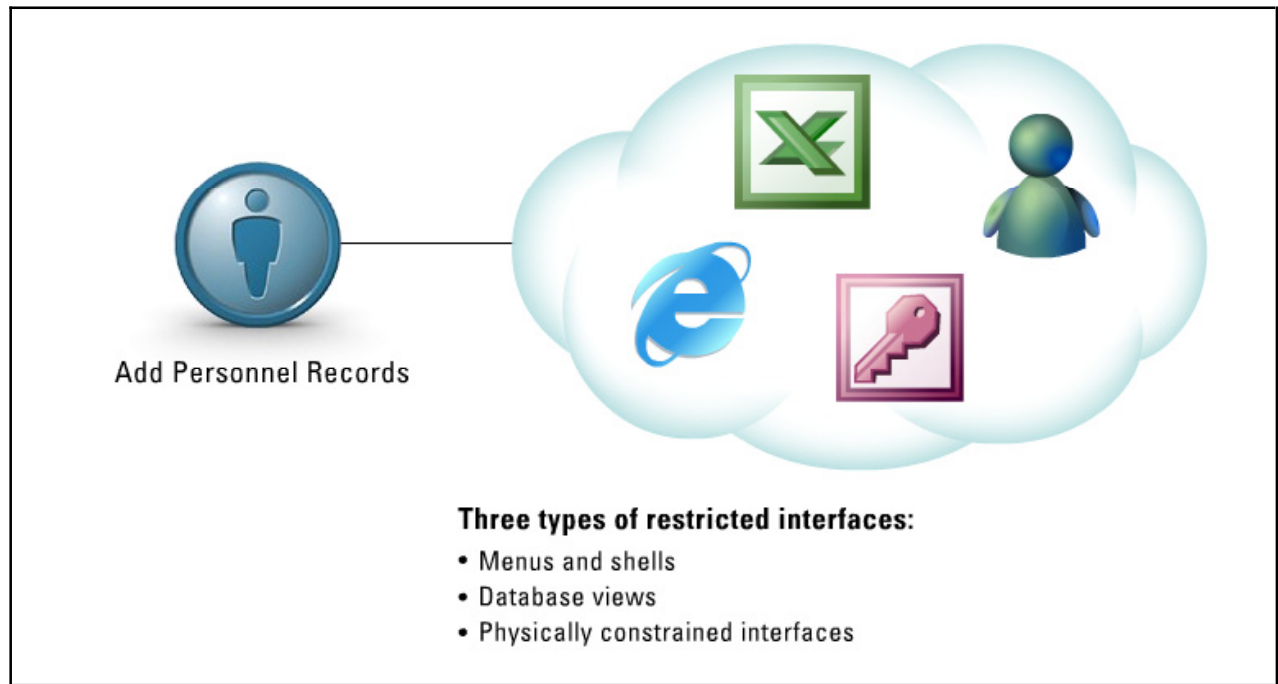 Add Personnel Records
Three types of restricted interfaces:
• Menus and shells
• Database views
• Physically constrained interfaces